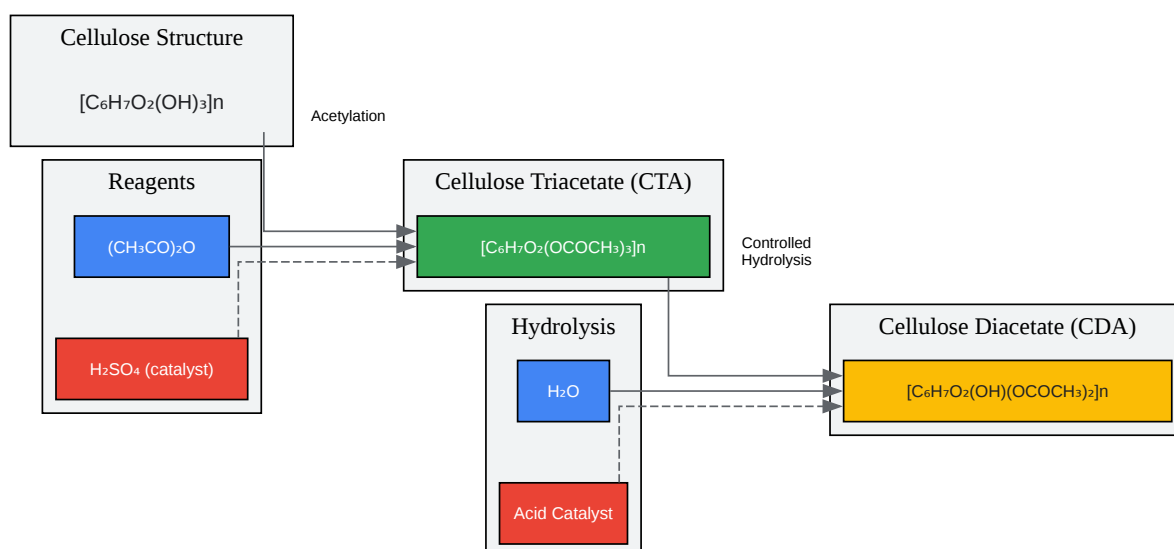 Cellulose Structure
[C₆H₇O₂(OH)₃]n
Acetylation
Reagents
(CH₃CO)₂O
H₂SO₄ (catalyst)
Cellulose Triacetate (CTA)
[C₆H₇O₂(OCOCH₃)₃]n
Controlled
Hydrolysis
Hydrolysis
H₂O
Acid Catalyst
Cellulose Diacetate (CDA)
[C₆H₇O₂(OH)(OCOCH₃)₂]n